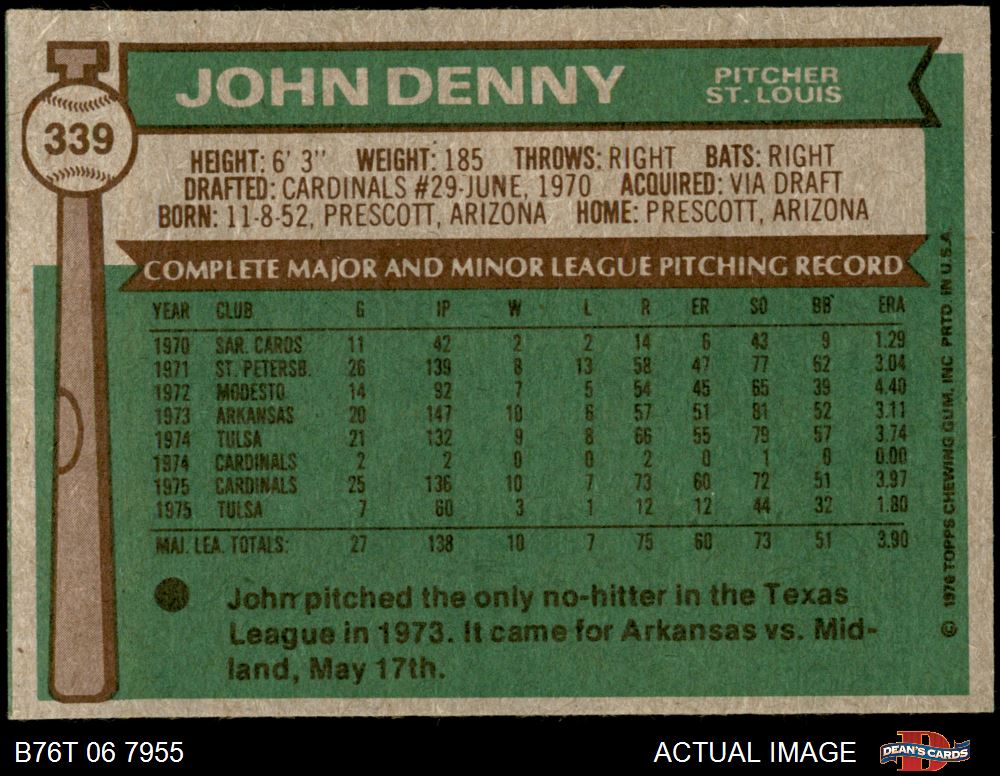 JOHN DENNY
PITCHER
ST. LOUIS
339
HEIGHT: 6' 3" WEIGHT: 185 THROWS: RIGHT BATS: RIGHT
DRAFTED: CARDINALS #29-JUNE, 1970 ACQUIRED: VIA DRAFT
BORN: 11-8-52, PRESCOTT, ARIZONA HOME: PRESCOTT, ARIZONA
COMPLETE MAJOR AND MINOR LEAGUE PITCHING RECORD
YEAR CLUB G IP W L R ER SO BB ERA
1970 SAR. CARDS 11 42 2 2 14 6 43 9 1.29
1971 ST. PETERSB. 26 139 8 13 58 47 77 62 3.04
1972 MODESTO 14 92 7 5 54 45 65 39 4.40
1973 ARKANSAS 20 147 10 6 57 51 81 52 3.11
1974 TULSA 21 132 9 8 66 55 79 57 3.74
1974 CARDINALS 2 2 0 0 2 0 1 0 0.00
1975 CARDINALS 25 136 10 7 73 60 72 51 3.97
1975 TULSA 7 60 3 1 12 12 44 32 1.80
MAJ. LEA. TOTALS: 27 138 10 7 75 60 73 51 3.90
John pitched the only no-hitter in the Texas
League in 1973. It came for Arkansas vs. Mid-
land, May 17th.
© 1976 TOPPS CHEWING GUM, INC PRTD IN U.S.A.
B76T 06 7955
ACTUAL IMAGE
DEAN'S CARDS